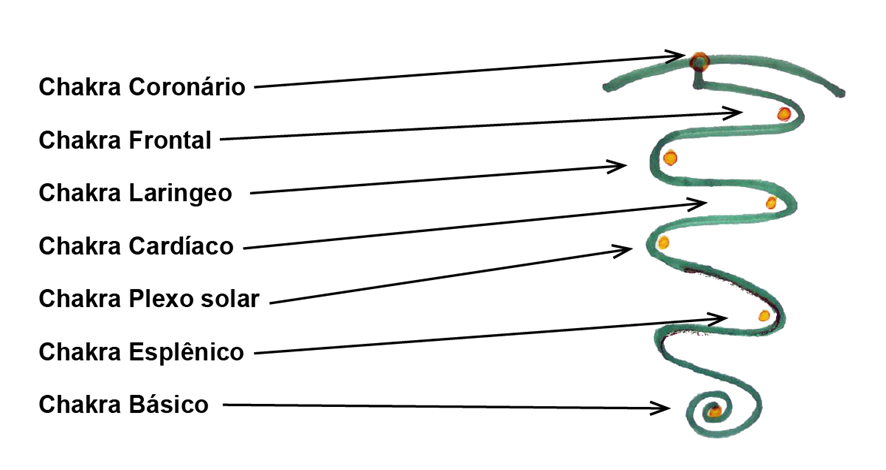 Chakra Coronário
Chakra Frontal
Chakra Laringeo
Chakra Cardíaco
Chakra Plexo solar
Chakra Esplênico
Chakra Básico